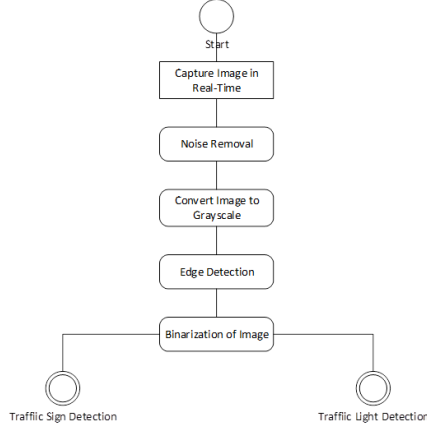 Start
Capture Image in
Real-Time
Noise Removal
Convert Image to
Grayscale
Edge Detection
Binarization of Image
Traffic Sign Detection
Traffic Light Detection